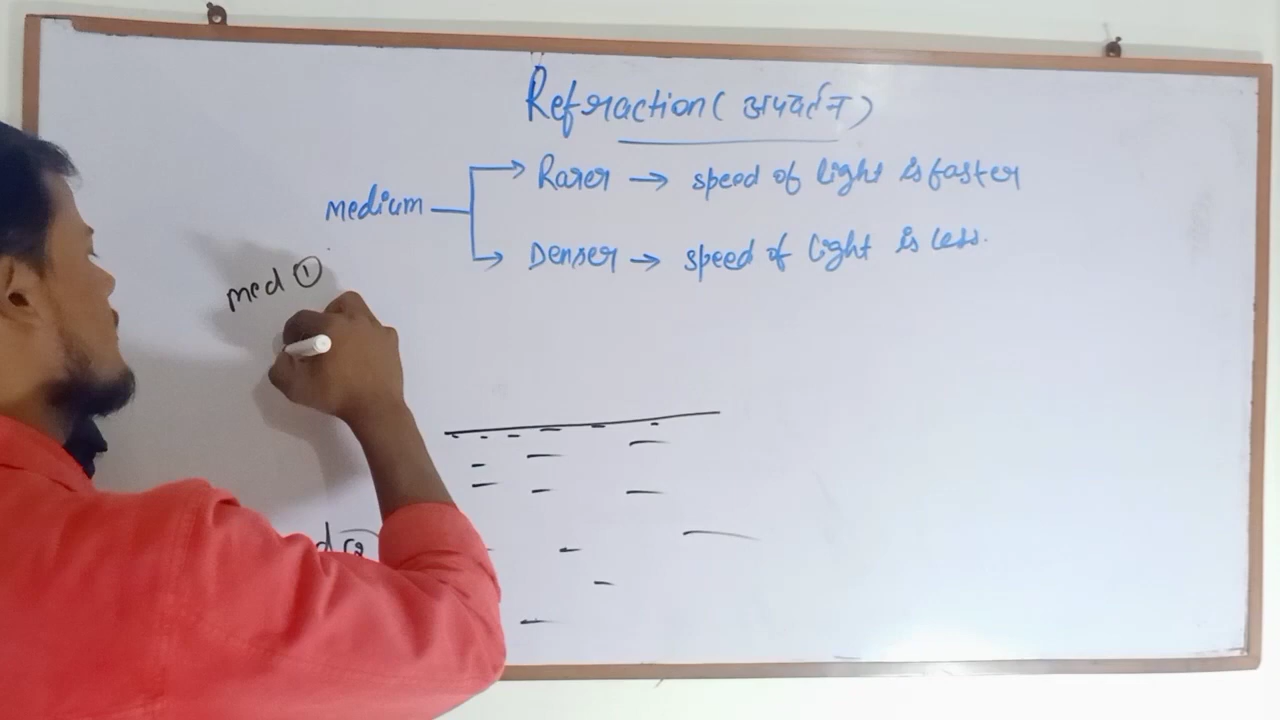 Refraction (अपवर्तन)
Rarer → speed of light is faster
medium
Denser → speed of light is less.
med ①